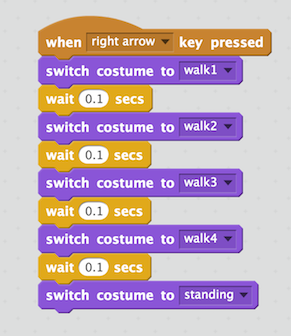 when right arrow key pressed
switch costume to walk1
wait 0.1 secs
switch costume to walk2
wait 0.1 secs
switch costume to walk3
wait 0.1 secs
switch costume to walk4
wait 0.1 secs
switch costume to standing